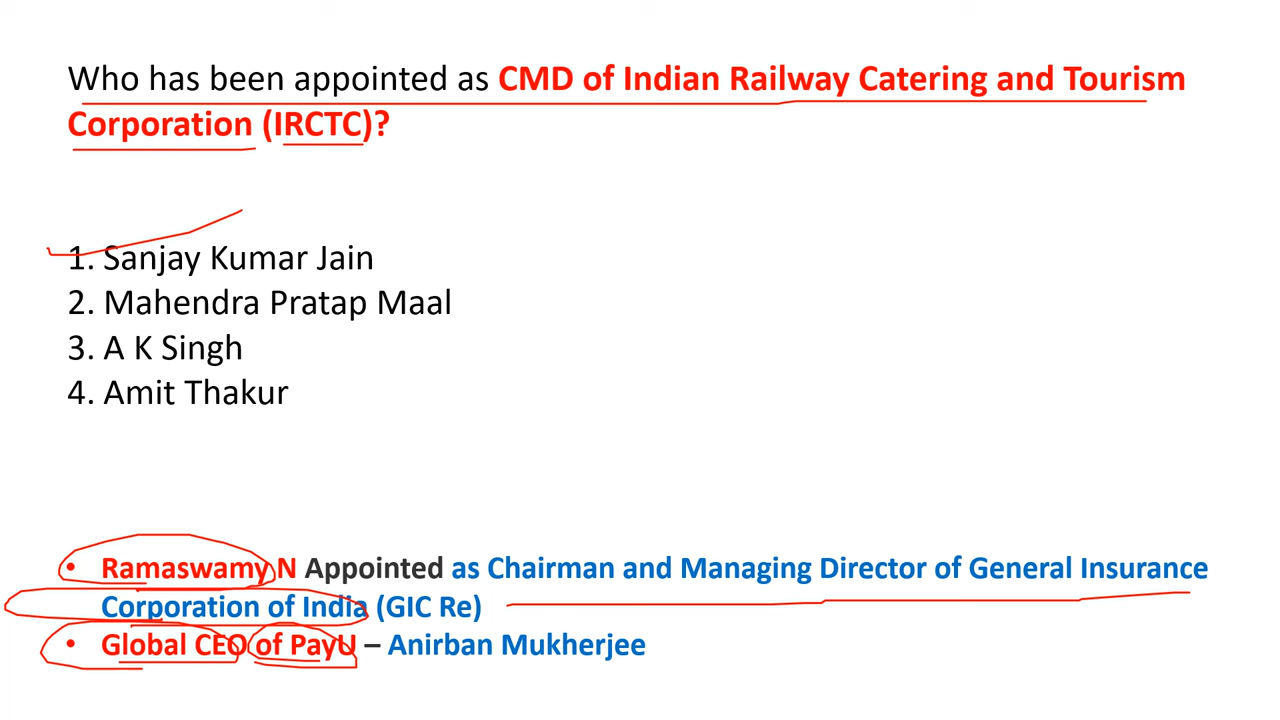 Who has been appointed as CMD of Indian Railway Catering and Tourism
Corporation (IRCTC)?
1. Sanjay Kumar Jain
2. Mahendra Pratap Maal
3. A K Singh
4. Amit Thakur
• Ramaswamy N Appointed as Chairman and Managing Director of General Insurance
Corporation of India (GIC Re)
• Global CEO of PayU – Anirban Mukherjee